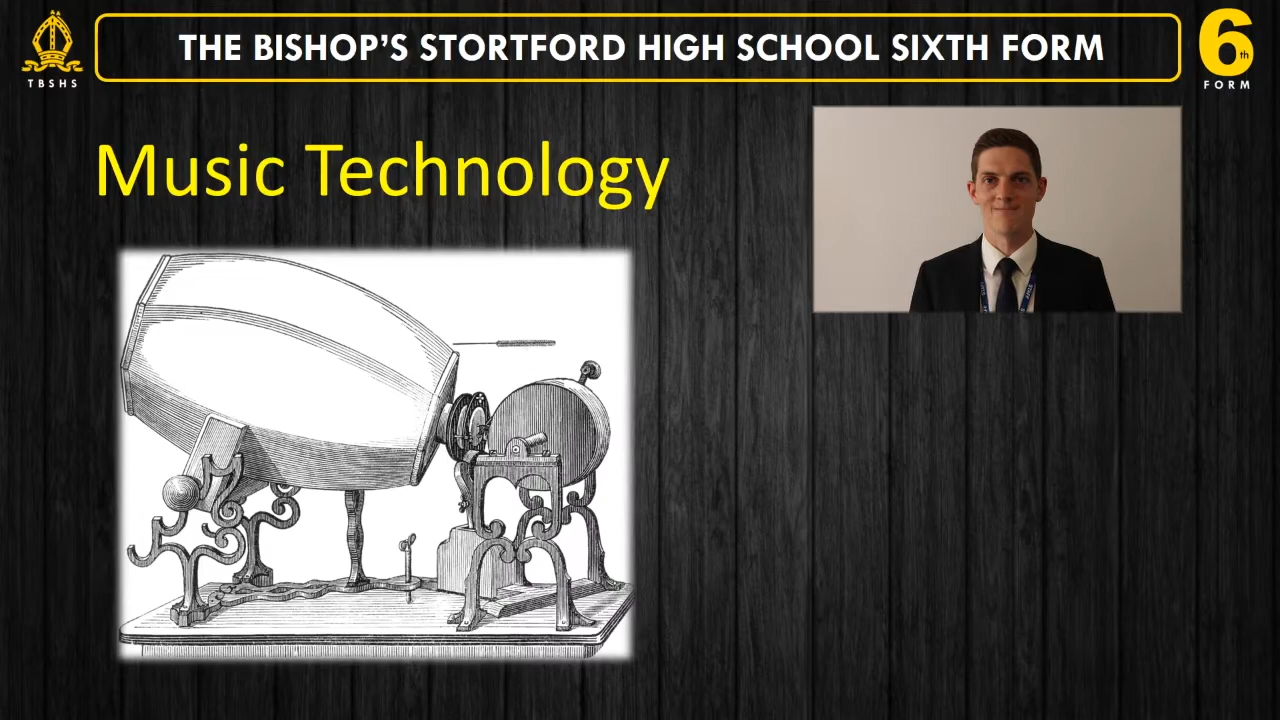 THE BISHOP’S STORTFORD HIGH SCHOOL SIXTH FORM
TBSHS
6th
FORM
Music Technology